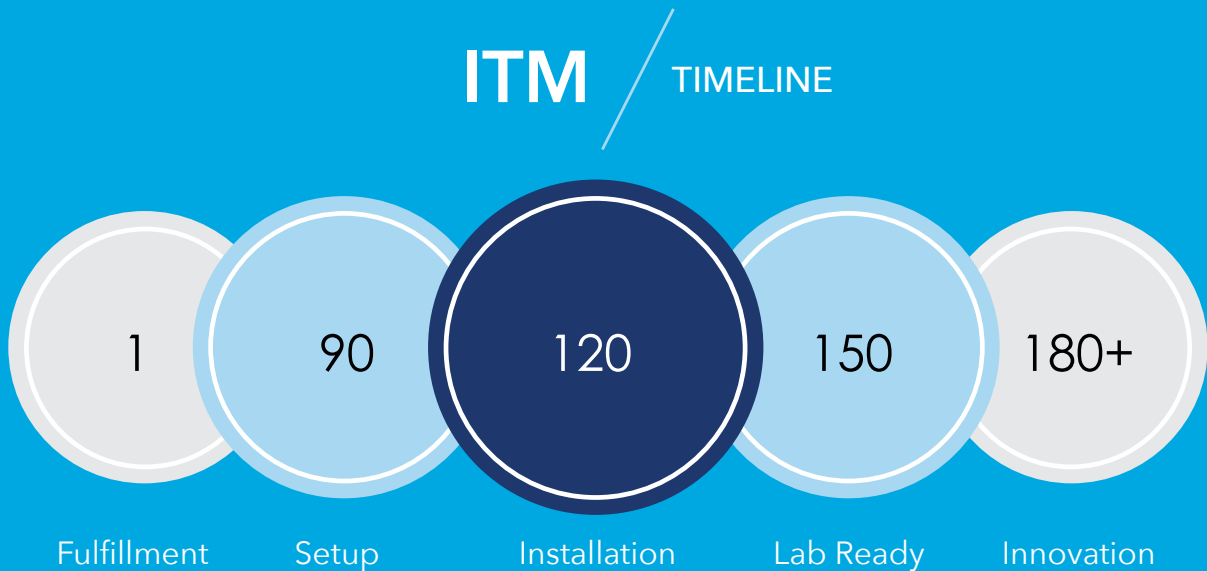 ITM
TIMELINE
1
90
120
150
180+
Fulfillment
Setup
Installation
Lab Ready
Innovation